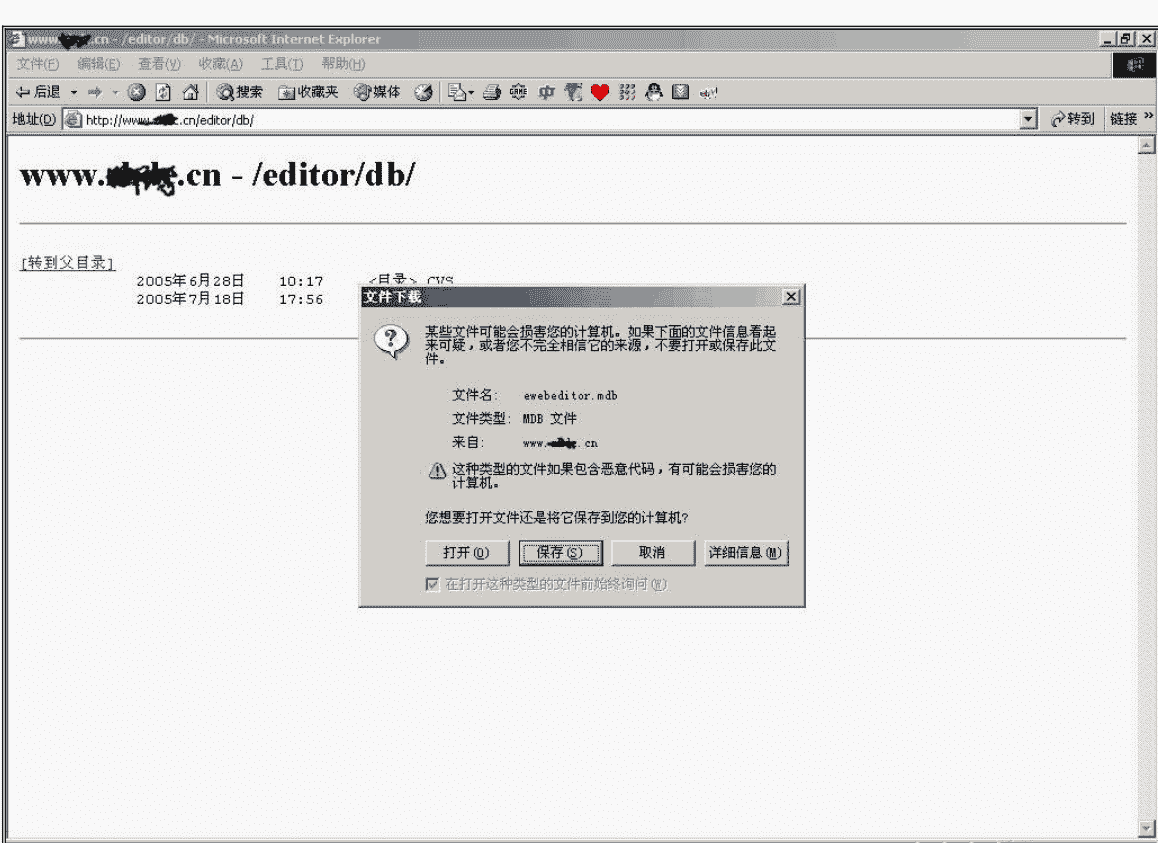 www. .cn - /editor/db/ - Microsoft Internet Explorer
文件(F) 编辑(E) 查看(V) 收藏(A) 工具(T) 帮助(H)
后退 搜索 收藏夹 媒体
地址(D) http://www. .cn/editor/db/ 转到 链接 »
www. .cn - /editor/db/
[转到父目录]
2005年 6月28日 10:17 <目录> CVS
2005年 7月18日 17:56
文件下载
某些文件可能会损害您的计算机。如果下面的文件信息看起
来可疑，或者您不完全相信它的来源，不要打开或保存此文
件。
文件名: ewebeditor.mdb
文件类型: MDB 文件
来自: www. .cn
这种类型的文件如果包含恶意代码，有可能会损害您的
计算机。
您想要打开文件还是将它保存到您的计算机?
打开(O) 保存(S) 取消 详细信息(M)
在打开这种类型的文件前始终询问(W)